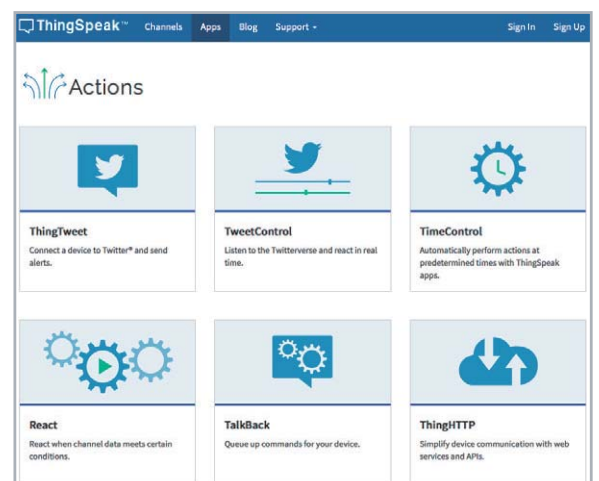 ThingSpeak™ Channels Apps Blog Support Sign In Sign Up
Actions
ThingTweet
Connect a device to Twitter® and send
alerts.
TweetControl
Listen to the Twitterverse and react in real
time.
TimeControl
Automatically perform actions at
predetermined times with ThingSpeak
apps.
React
React when channel data meets certain
conditions.
TalkBack
Queue up commands for your device.
ThingHTTP
Simplify device communication with web
services and APIs.